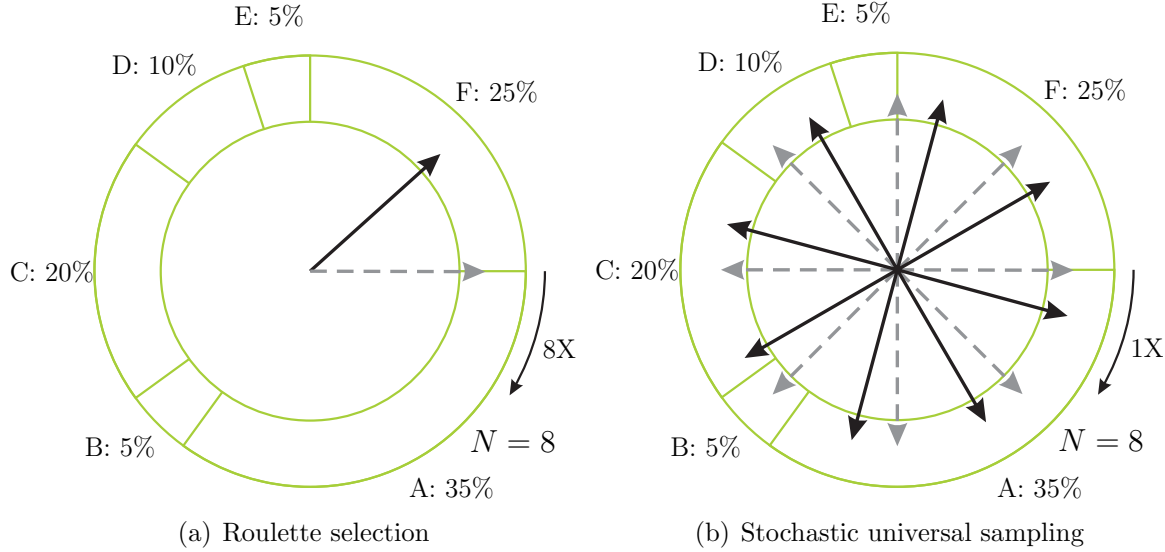 E: 5%
D: 10%
F: 25%
C: 20%
8X
B: 5%
N = 8
A: 35%
(a) Roulette selection
E: 5%
D: 10%
F: 25%
C: 20%
1X
B: 5%
N = 8
A: 35%
(b) Stochastic universal sampling